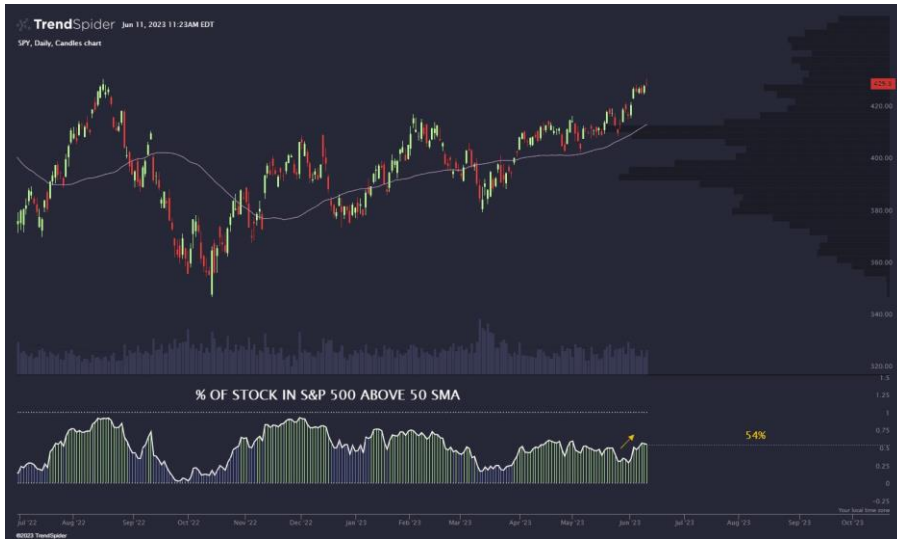 TrendSpider Jun 11, 2023 11:23AM EDT
SPY, Daily, Candles chart
420.00
400.00
380.00
360.00
340.00
320.00
1.5
% OF STOCK IN S&P 500 ABOVE 50 SMA
1.25
1
0.75
54%
0.5
0.25
0
-0.25
Your local time zone
Jul '22 Aug '22 Sep '22 Oct '22 Nov '22 Dec '22 Jan '23 Feb '23 Mar '23 Apr '23 May '23 Jun '23 Jul '23 Aug '23 Sep '23 Oct '23
©2023 TrendSpider